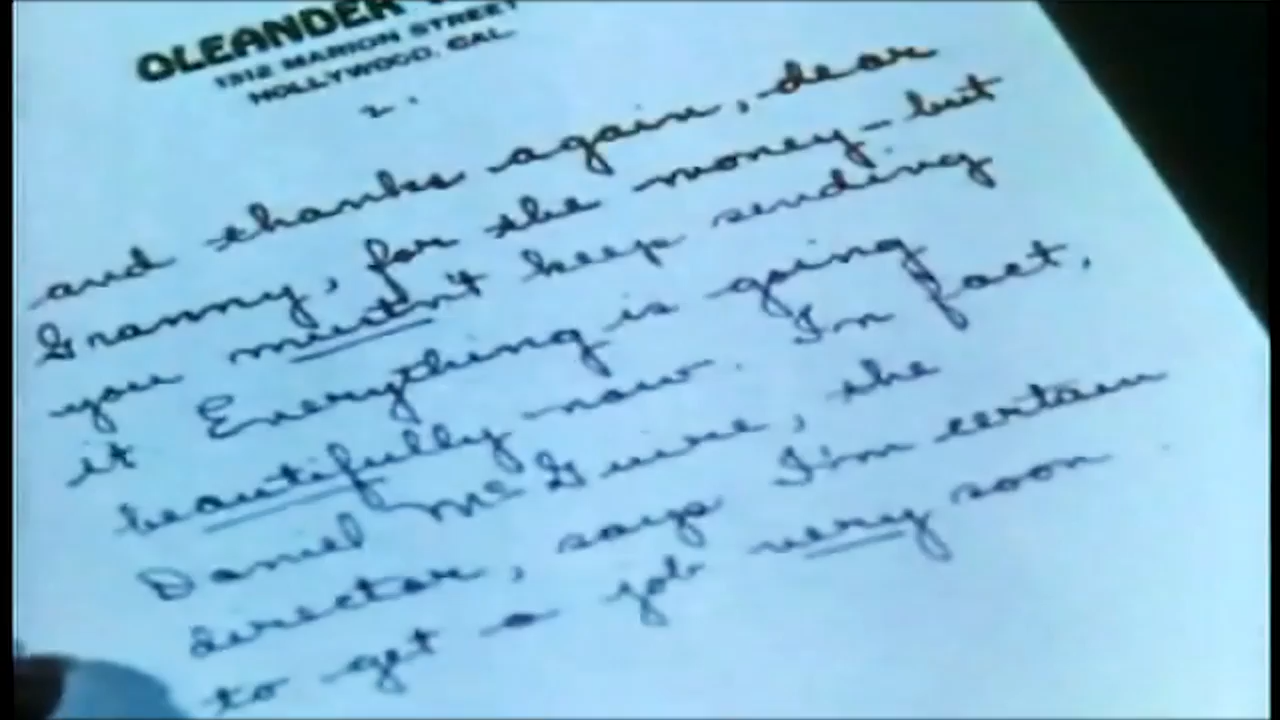 OLEANDER
1312 MARION STREET
HOLLYWOOD, CAL.
2.
and thanks again, dear
Granny, for the money - but
you mustn't keep sending
it Everything is going
beautifully now. In fact,
Daniel McGuire, the
director, says I'm certain
to get a job very soon